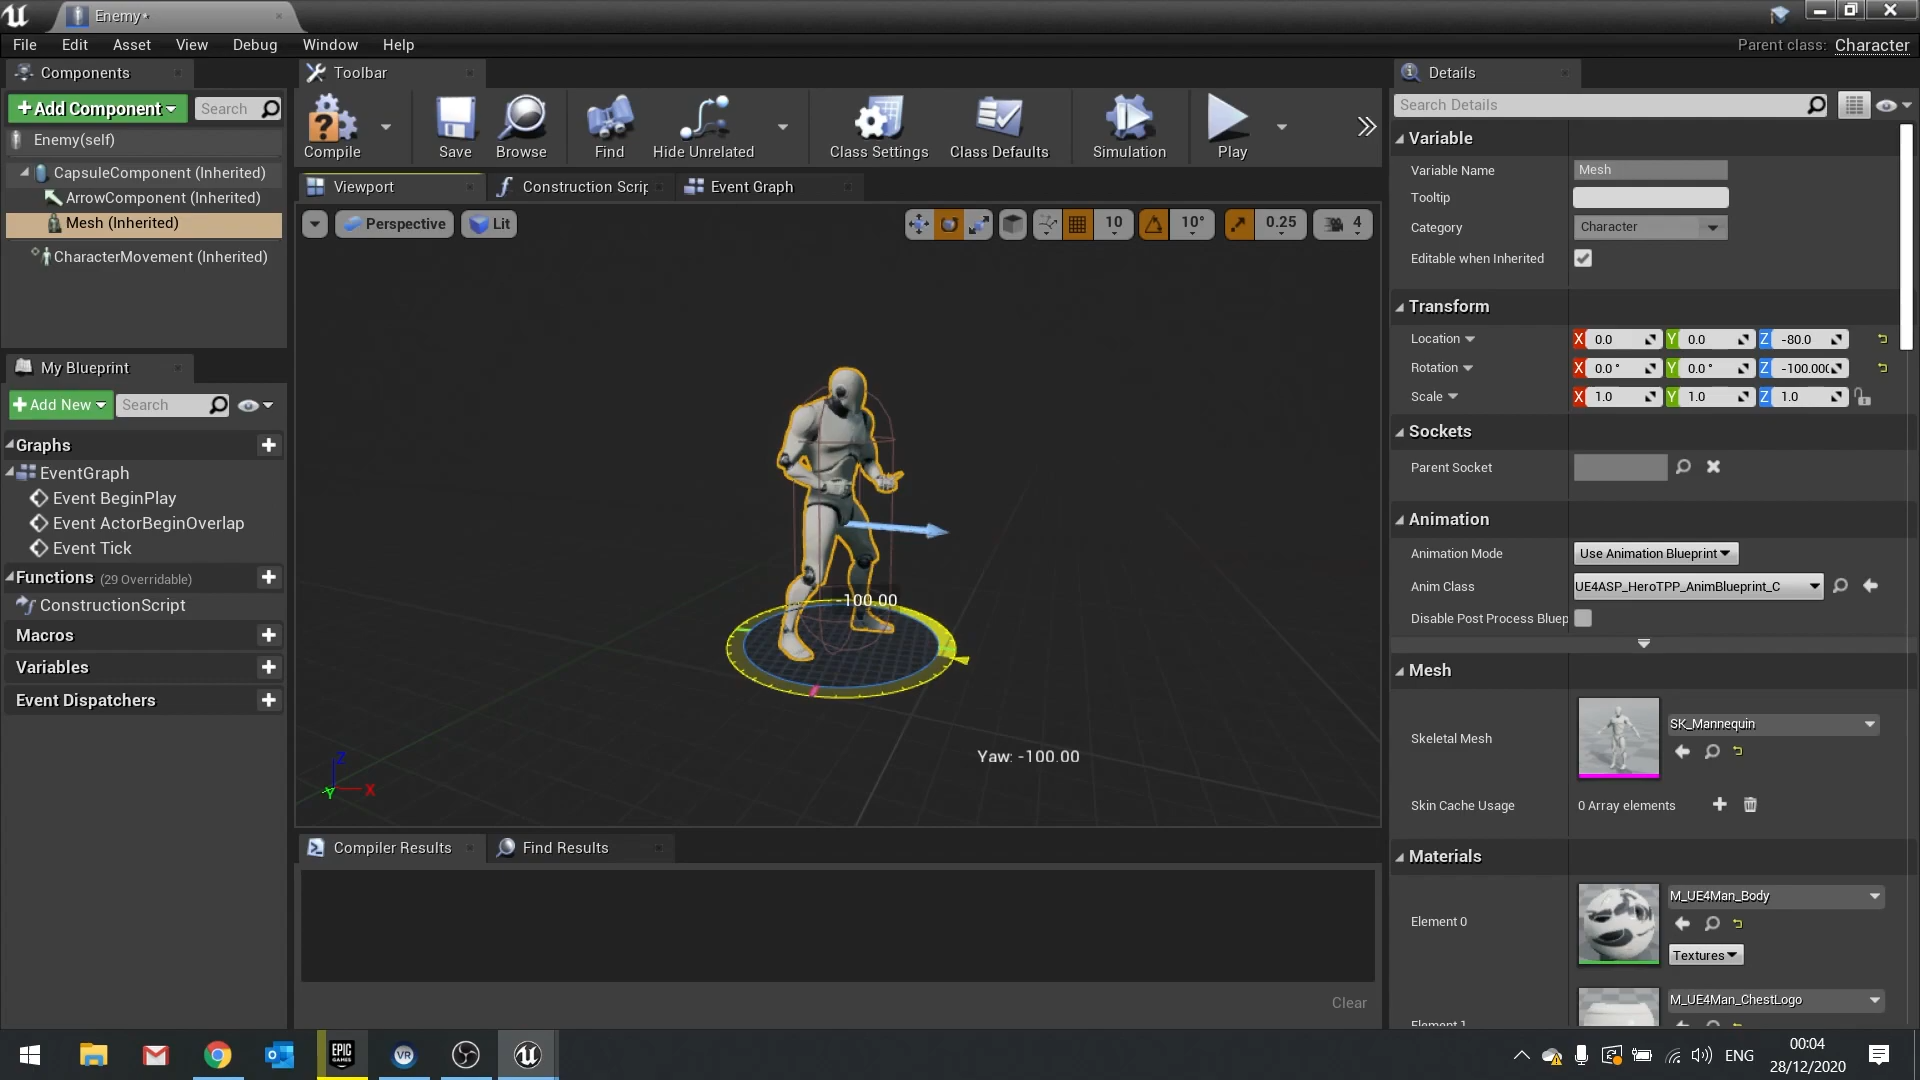 Enemy*
File Edit Asset View Debug Window Help
Parent class: Character
Components
+Add Component
Search
Enemy(self)
CapsuleComponent (Inherited)
ArrowComponent (Inherited)
Mesh (Inherited)
CharacterMovement (Inherited)
My Blueprint
+Add New
Search
Graphs
EventGraph
Event BeginPlay
Event ActorBeginOverlap
Event Tick
Functions (29 Overridable)
ConstructionScript
Macros
Variables
Event Dispatchers
Toolbar
Compile
Save
Browse
Find
Hide Unrelated
Class Settings
Class Defaults
Simulation
Play
Viewport
Construction Scrip
Event Graph
Perspective
Lit
10
10°
0.25
4
-100.00
Yaw: -100.00
Z
Y
X
Compiler Results
Find Results
Clear
Details
Search Details
Variable
Variable Name Mesh
Tooltip
Category Character
Editable when Inherited
Transform
Location X 0.0 Y 0.0 Z -80.0
Rotation X 0.0 ° Y 0.0 ° Z -100.000
Scale X 1.0 Y 1.0 Z 1.0
Sockets
Parent Socket
Animation
Animation Mode Use Animation Blueprint
Anim Class UE4ASP_HeroTPP_AnimBlueprint_C
Disable Post Process Bluep
Mesh
Skeletal Mesh SK_Mannequin
Skin Cache Usage 0 Array elements
Materials
Element 0 M_UE4Man_Body
Textures
Element 1 M_UE4Man_ChestLogo
EPIC
GAMES
VR
ENG
00:04
28/12/2020